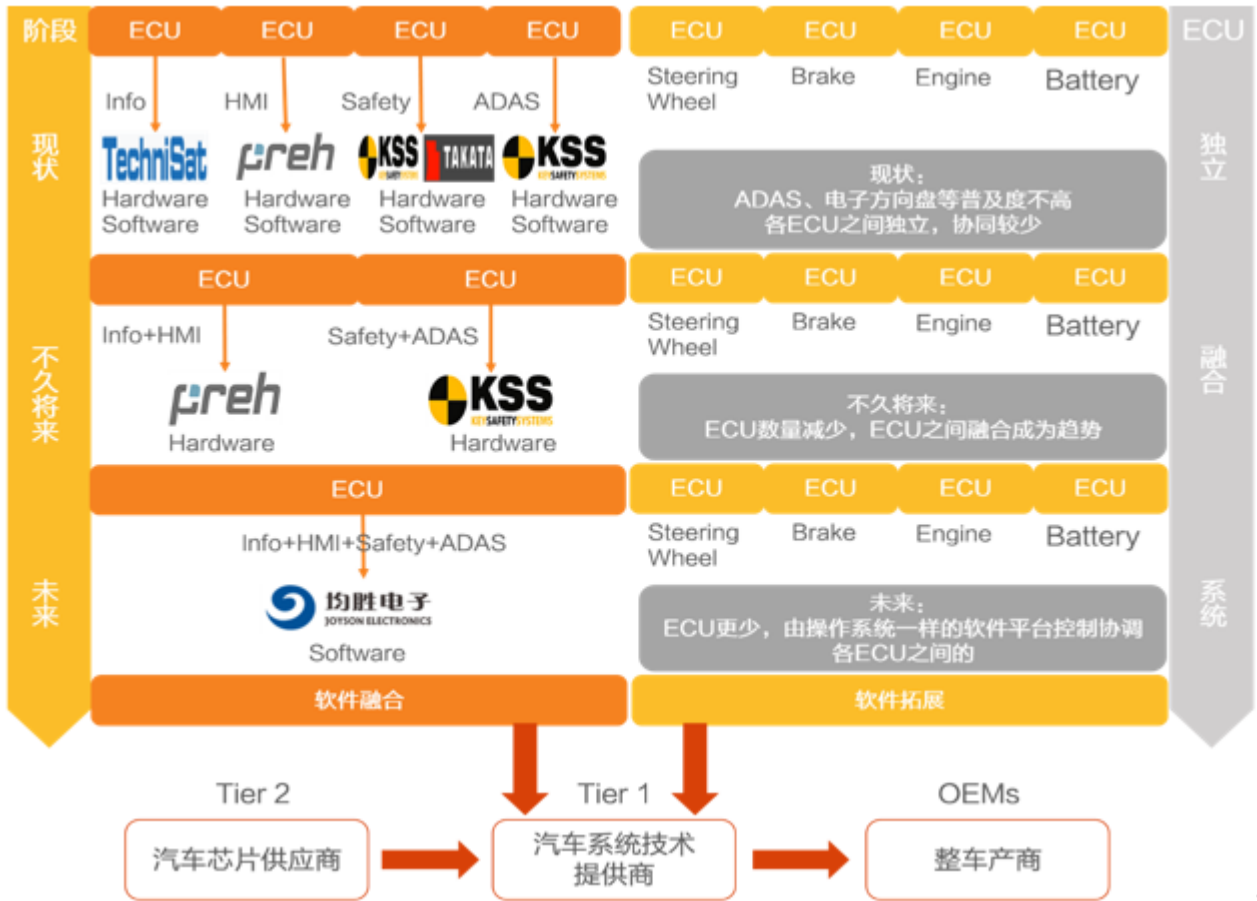 阶段
ECU
ECU
ECU
ECU
ECU
ECU
ECU
ECU
ECU
Info
HMI
Safety
ADAS
Steering
Wheel
Brake
Engine
Battery
现状
TechniSat
preh
KSS
KEYSAFETYSYSTEMS
TAKATA
KSS
KEYSAFETYSYSTEMS
Hardware
Software
Hardware
Software
Hardware
Software
Hardware
Software
现状：
ADAS、电子方向盘等普及度不高
各ECU之间独立，协同较少
独立
ECU
ECU
ECU
ECU
ECU
ECU
Info+HMI
Safety+ADAS
Steering
Wheel
Brake
Engine
Battery
不久将来
preh
KSS
KEYSAFETYSYSTEMS
Hardware
Hardware
不久将来：
ECU数量减少，ECU之间融合成为趋势
融合
ECU
ECU
ECU
ECU
ECU
Info+HMI+Safety+ADAS
Steering
Wheel
Brake
Engine
Battery
未来
均胜电子
JOYSON ELECTRONICS
Software
未来：
ECU更少，由操作系统一样的软件平台控制协调
各ECU之间的
系统
软件融合
软件拓展
Tier 2
Tier 1
OEMs
汽车芯片供应商
汽车系统技术
提供商
整车产商